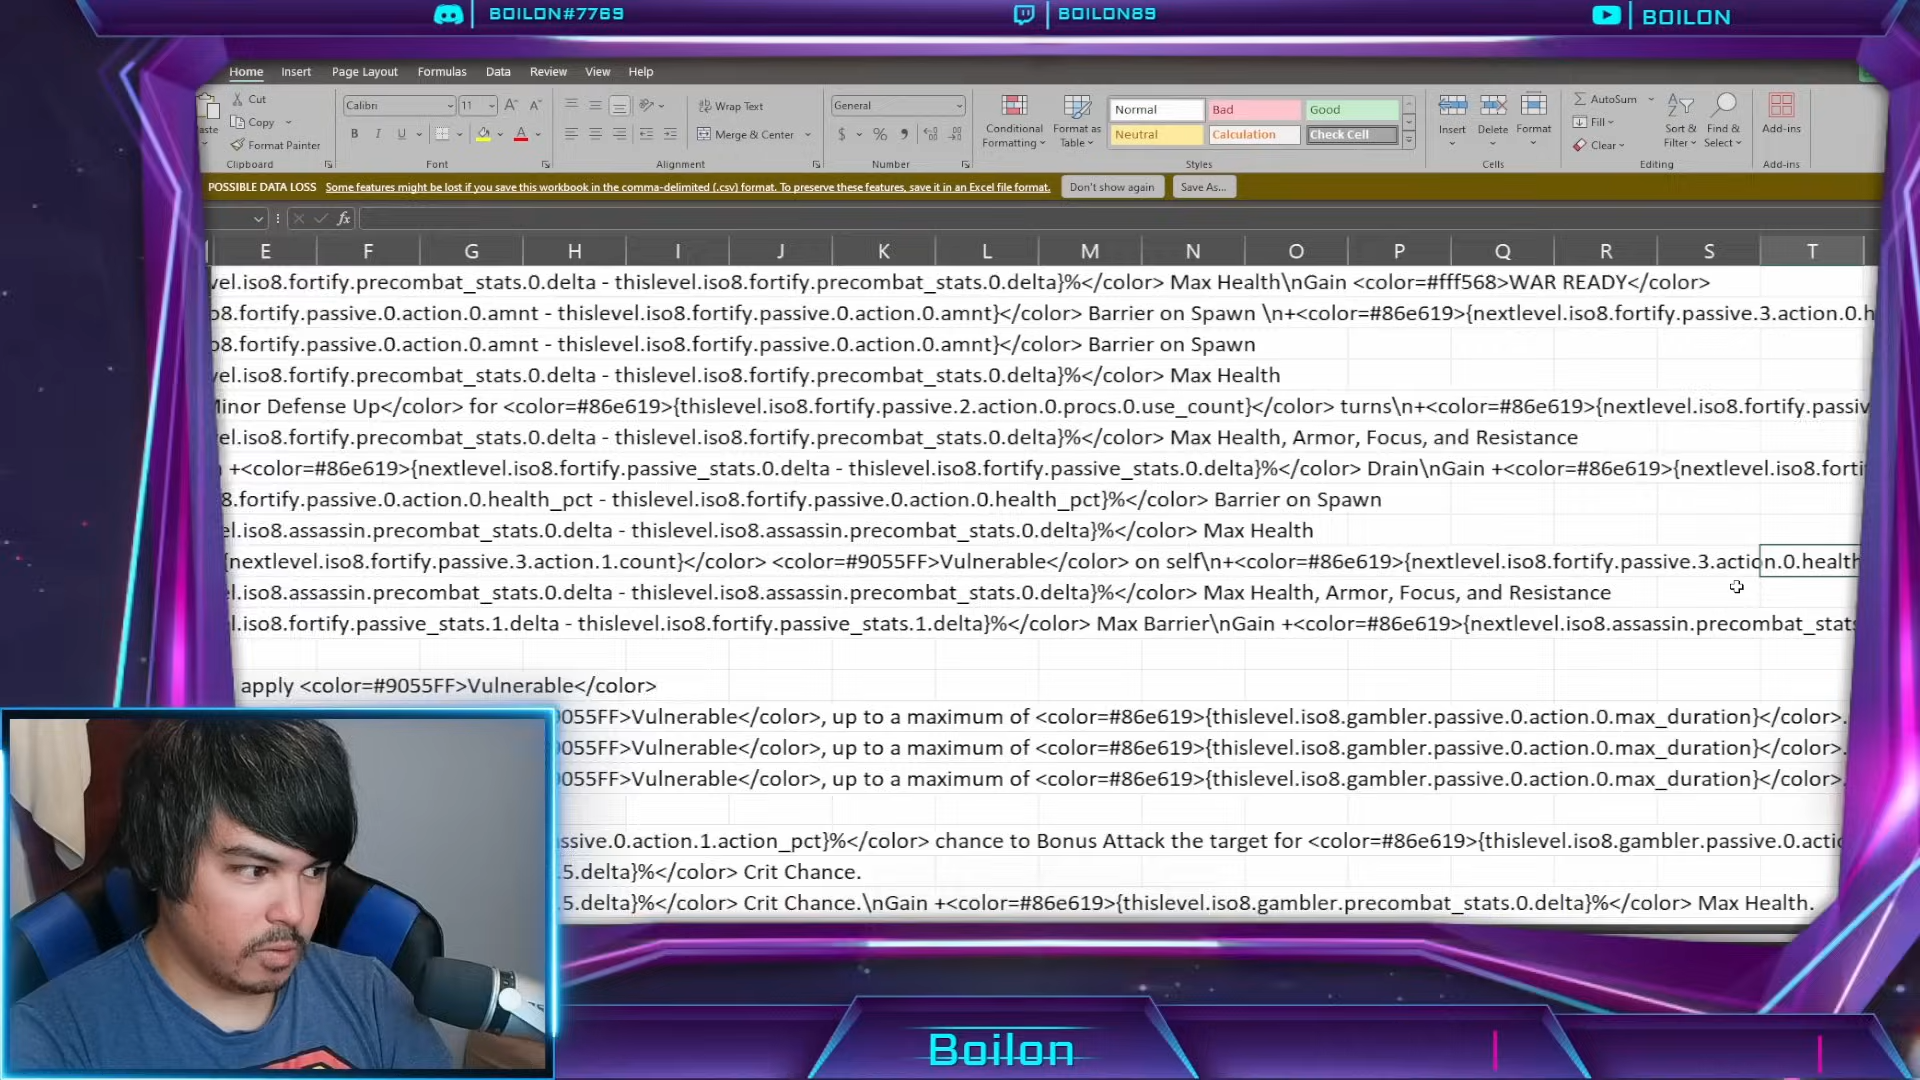 BOILON#7769
BOILON89
BOILON
Home Insert Page Layout Formulas Data Review View Help
Cut
Copy
Format Painter
Clipboard
Calibri 11
B I U
Font
Wrap Text
Merge & Center
Alignment
General
$ %
Number
Conditional Formatting
Format as Table
Normal Bad Good
Neutral Calculation Check Cell
Styles
Insert Delete Format
Cells
AutoSum
Fill
Clear
Sort & Filter
Find & Select
Editing
Add-ins
Add-ins
POSSIBLE DATA LOSS Some features might be lost if you save this workbook in the comma-delimited (.csv) format. To preserve these features, save it in an Excel file format. Don't show again Save As...
fx
E F G H I J K L M N O P Q R S T
vel.iso8.fortify.precombat_stats.0.delta - thislevel.iso8.fortify.precombat_stats.0.delta}%</color> Max Health\nGain <color=#fff568>WAR READY</color>
o8.fortify.passive.0.action.0.amnt - thislevel.iso8.fortify.passive.0.action.0.amnt}</color> Barrier on Spawn \n+<color=#86e619>{nextlevel.iso8.fortify.passive.3.action.0.h
o8.fortify.passive.0.action.0.amnt - thislevel.iso8.fortify.passive.0.action.0.amnt}</color> Barrier on Spawn
vel.iso8.fortify.precombat_stats.0.delta - thislevel.iso8.fortify.precombat_stats.0.delta}%</color> Max Health
Minor Defense Up</color> for <color=#86e619>{thislevel.iso8.fortify.passive.2.action.0.procs.0.use_count}</color> turns\n+<color=#86e619>{nextlevel.iso8.fortify.passiv
el.iso8.fortify.precombat_stats.0.delta - thislevel.iso8.fortify.precombat_stats.0.delta}%</color> Max Health, Armor, Focus, and Resistance
+<color=#86e619>{nextlevel.iso8.fortify.passive_stats.0.delta - thislevel.iso8.fortify.passive_stats.0.delta}%</color> Drain\nGain +<color=#86e619>{nextlevel.iso8.forti
8.fortify.passive.0.action.0.health_pct - thislevel.iso8.fortify.passive.0.action.0.health_pct}%</color> Barrier on Spawn
el.iso8.assassin.precombat_stats.0.delta - thislevel.iso8.assassin.precombat_stats.0.delta}%</color> Max Health
{nextlevel.iso8.fortify.passive.3.action.1.count}</color> <color=#9055FF>Vulnerable</color> on self\n+<color=#86e619>{nextlevel.iso8.fortify.passive.3.action.0.health
el.iso8.assassin.precombat_stats.0.delta - thislevel.iso8.assassin.precombat_stats.0.delta}%</color> Max Health, Armor, Focus, and Resistance
l.iso8.fortify.passive_stats.1.delta - thislevel.iso8.fortify.passive_stats.1.delta}%</color> Max Barrier\nGain +<color=#86e619>{nextlevel.iso8.assassin.precombat_stats
apply <color=#9055FF>Vulnerable</color>
9055FF>Vulnerable</color>, up to a maximum of <color=#86e619>{thislevel.iso8.gambler.passive.0.action.0.max_duration}</color>.
9055FF>Vulnerable</color>, up to a maximum of <color=#86e619>{thislevel.iso8.gambler.passive.0.action.0.max_duration}</color>.
9055FF>Vulnerable</color>, up to a maximum of <color=#86e619>{thislevel.iso8.gambler.passive.0.action.0.max_duration}</color>.
assive.0.action.1.action_pct}%</color> chance to Bonus Attack the target for <color=#86e619>{thislevel.iso8.gambler.passive.0.actio
.5.delta}%</color> Crit Chance.
.5.delta}%</color> Crit Chance.\nGain +<color=#86e619>{thislevel.iso8.gambler.precombat_stats.0.delta}%</color> Max Health.
Boilon